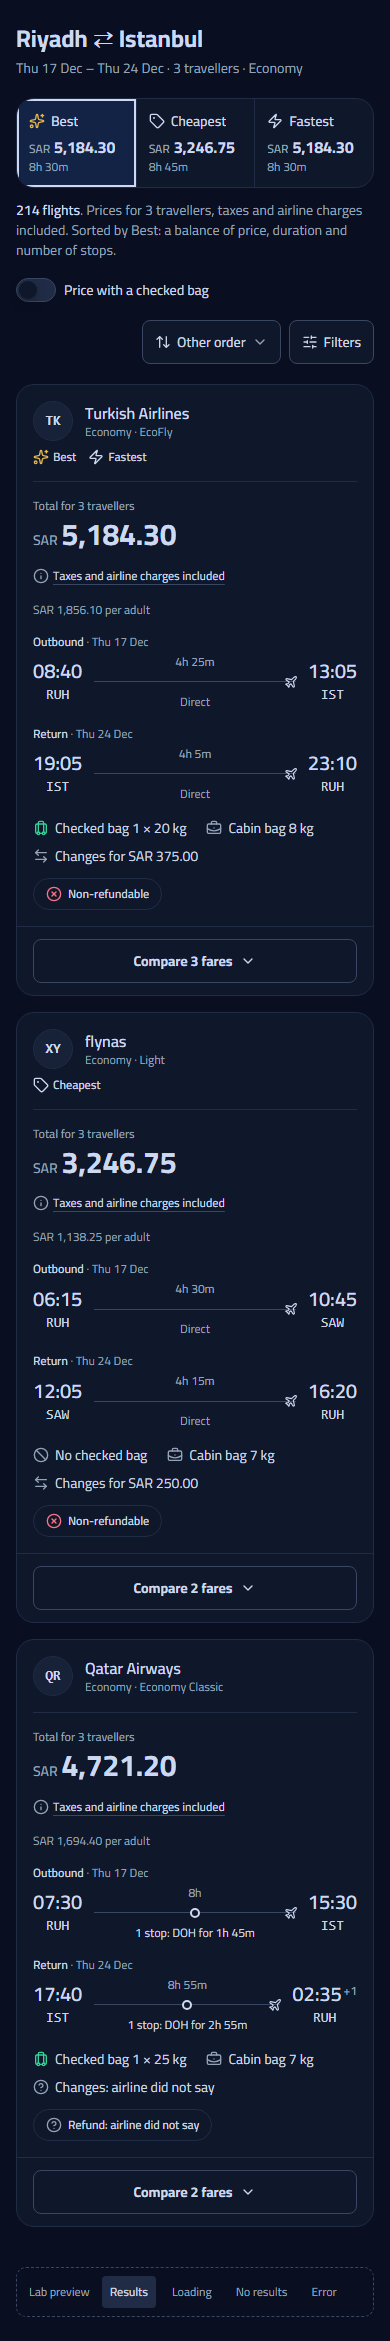 Riyadh ⇄ Istanbul
Thu 17 Dec – Thu 24 Dec · 3 travellers · Economy
Best
SAR 5,184.30
8h 30m
Cheapest
SAR 3,246.75
8h 45m
Fastest
SAR 5,184.30
8h 30m
214 flights. Prices for 3 travellers, taxes and airline charges
included. Sorted by Best: a balance of price, duration and
number of stops.
Price with a checked bag
Other order
Filters
TK
Turkish Airlines
Economy · EcoFly
Best
Fastest
Total for 3 travellers
SAR 5,184.30
Taxes and airline charges included
SAR 1,856.10 per adult
Outbound · Thu 17 Dec
08:40
RUH
4h 25m
Direct
13:05
IST
Return · Thu 24 Dec
19:05
IST
4h 5m
Direct
23:10
RUH
Checked bag 1 × 20 kg
Cabin bag 8 kg
Changes for SAR 375.00
Non-refundable
Compare 3 fares
XY
flynas
Economy · Light
Cheapest
Total for 3 travellers
SAR 3,246.75
Taxes and airline charges included
SAR 1,138.25 per adult
Outbound · Thu 17 Dec
06:15
RUH
4h 30m
Direct
10:45
SAW
Return · Thu 24 Dec
12:05
SAW
4h 15m
Direct
16:20
RUH
No checked bag
Cabin bag 7 kg
Changes for SAR 250.00
Non-refundable
Compare 2 fares
QR
Qatar Airways
Economy · Economy Classic
Total for 3 travellers
SAR 4,721.20
Taxes and airline charges included
SAR 1,694.40 per adult
Outbound · Thu 17 Dec
07:30
RUH
8h
1 stop: DOH for 1h 45m
15:30
IST
Return · Thu 24 Dec
17:40
IST
8h 55m
1 stop: DOH for 2h 55m
02:35 +1
RUH
Checked bag 1 × 25 kg
Cabin bag 7 kg
Changes: airline did not say
Refund: airline did not say
Compare 2 fares
Lab preview
Results
Loading
No results
Error